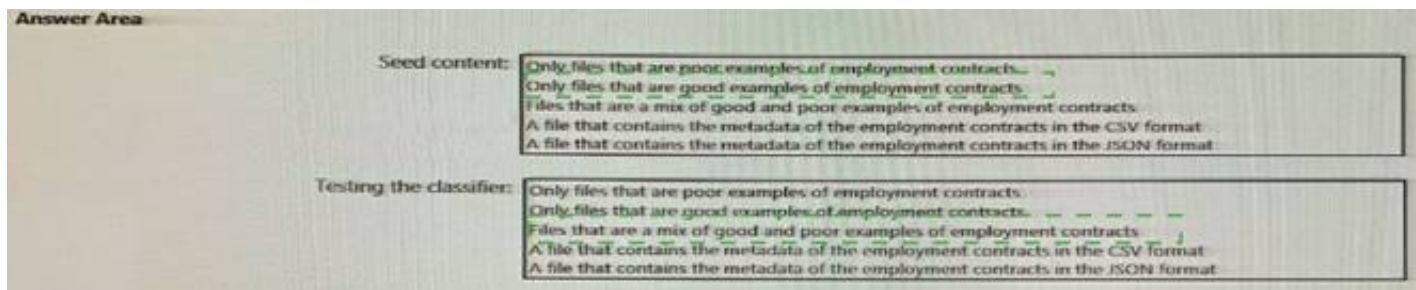 Answer Area
Seed content:
Only files that are poor examples of employment contracts
Only files that are good examples of employment contracts
Files that are a mix of good and poor examples of employment contracts
A file that contains the metadata of the employment contracts in the CSV format
A file that contains the metadata of the employment contracts in the JSON format
Testing the classifier:
Only files that are poor examples of employment contracts
Only files that are good examples of employment contracts
Files that are a mix of good and poor examples of employment contracts
A file that contains the metadata of the employment contracts in the CSV format
A file that contains the metadata of the employment contracts in the JSON format